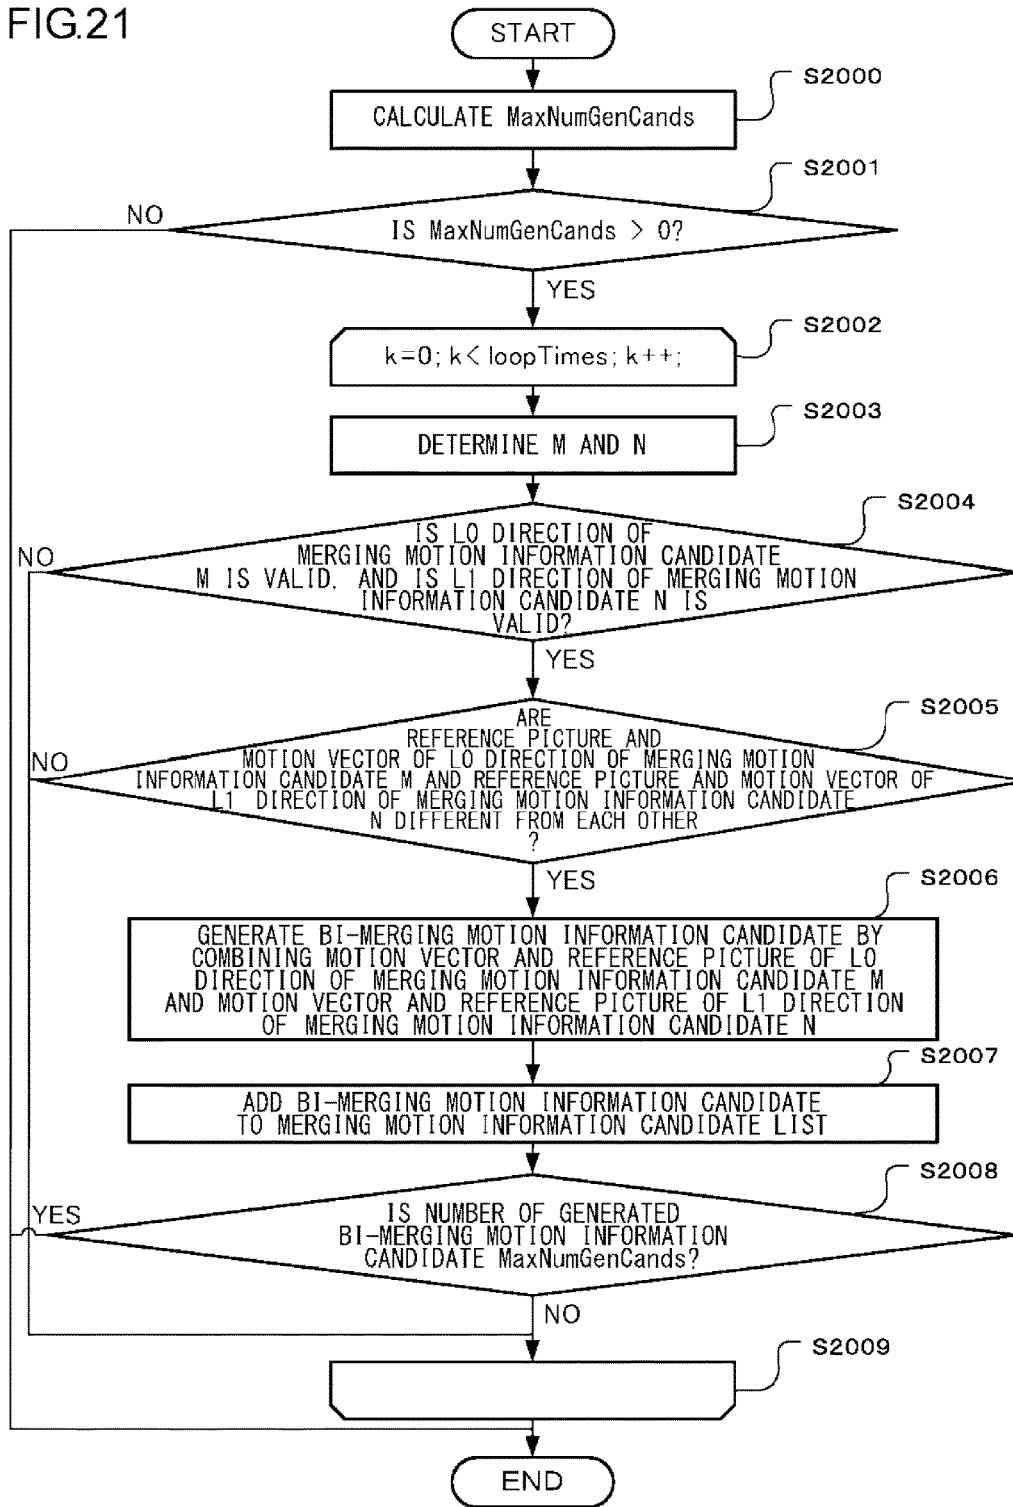 FIG.21
START
S2000
CALCULATE MaxNumGenCands
S2001
NO
IS MaxNumGenCands > 0?
YES
S2002
k=0; k< loopTimes; k++;
S2003
DETERMINE M AND N
S2004
NO
IS L0 DIRECTION OF
MERGING MOTION INFORMATION CANDIDATE
M IS VALID, AND IS L1 DIRECTION OF MERGING MOTION
INFORMATION CANDIDATE N IS
VALID?
YES
S2005
NO
ARE
REFERENCE PICTURE AND
MOTION VECTOR OF L0 DIRECTION OF MERGING MOTION
INFORMATION CANDIDATE M AND REFERENCE PICTURE AND MOTION VECTOR OF
L1 DIRECTION OF MERGING MOTION INFORMATION CANDIDATE
N DIFFERENT FROM EACH OTHER
?
YES
S2006
GENERATE BI-MERGING MOTION INFORMATION CANDIDATE BY
COMBINING MOTION VECTOR AND REFERENCE PICTURE OF L0
DIRECTION OF MERGING MOTION INFORMATION CANDIDATE M
AND MOTION VECTOR AND REFERENCE PICTURE OF L1 DIRECTION
OF MERGING MOTION INFORMATION CANDIDATE N
S2007
ADD BI-MERGING MOTION INFORMATION CANDIDATE
TO MERGING MOTION INFORMATION CANDIDATE LIST
S2008
YES
IS NUMBER OF GENERATED
BI-MERGING MOTION INFORMATION
CANDIDATE MaxNumGenCands?
NO
S2009
END